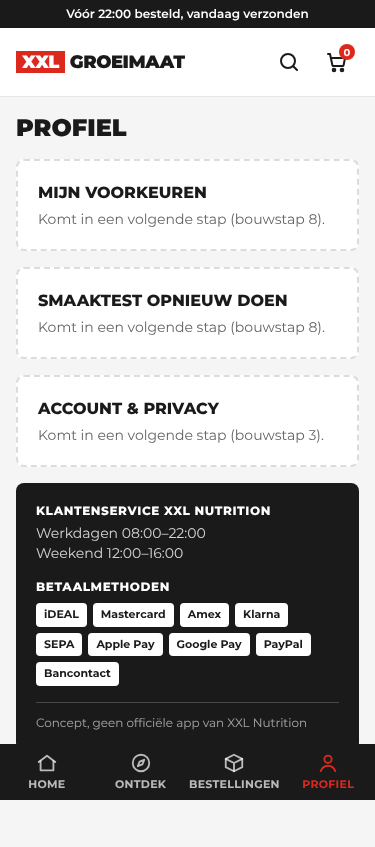 Vóór 22:00 besteld, vandaag verzonden
XXL GROEIMAAT
0
PROFIEL
MIJN VOORKEUREN
Komt in een volgende stap (bouwstap 8).
SMAAKTEST OPNIEUW DOEN
Komt in een volgende stap (bouwstap 8).
ACCOUNT & PRIVACY
Komt in een volgende stap (bouwstap 3).
KLANTENSERVICE XXL NUTRITION
Werkdagen 08:00–22:00
Weekend 12:00–16:00
BETAALMETHODEN
iDEAL Mastercard Amex Klarna
SEPA Apple Pay Google Pay PayPal
Bancontact
Concept, geen officiële app van XXL Nutrition
HOME ONTDEK BESTELLINGEN PROFIEL